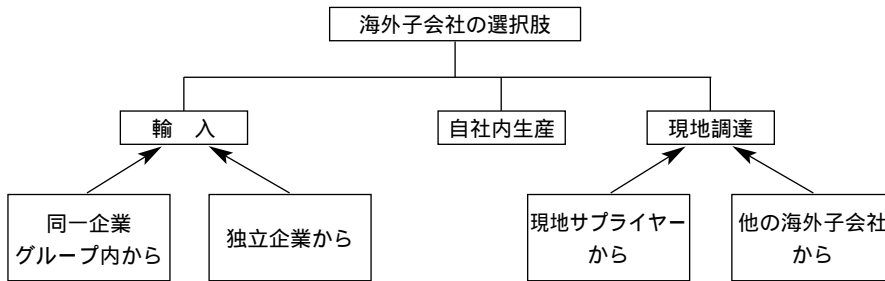 海外子会社の選択肢
輸　入
自社内生産
現地調達
同一企業
グループ内から
独立企業から
現地サプライヤー
から
他の海外子会社
から